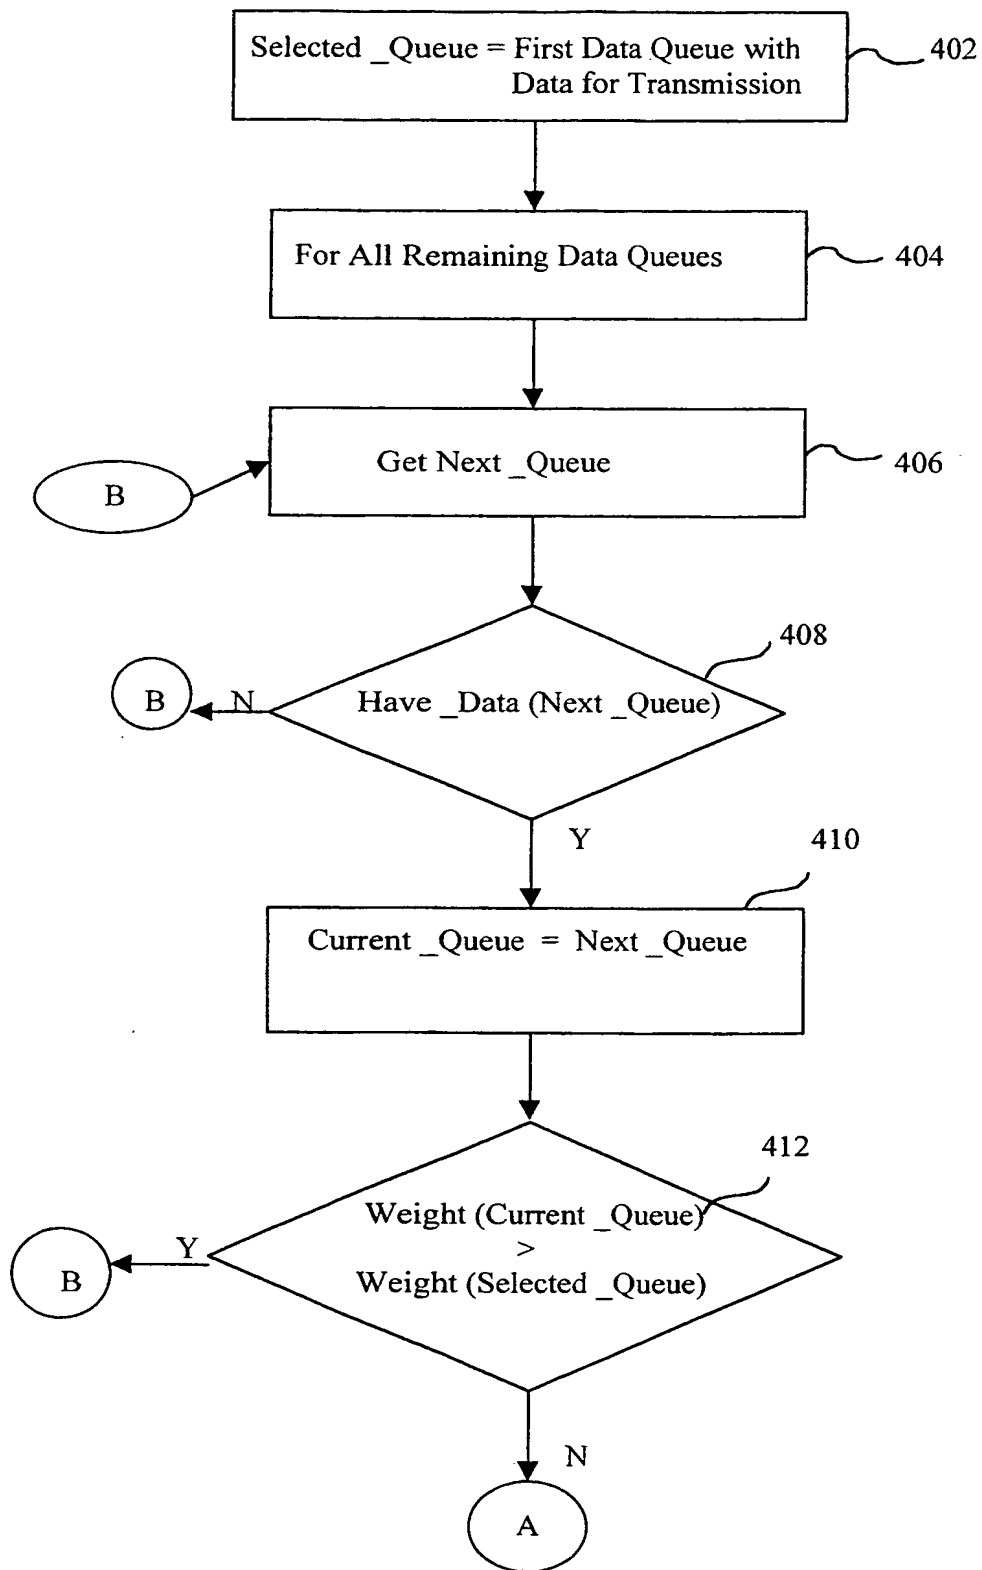 Selected _Queue = First Data Queue with
Data for Transmission
402
For All Remaining Data Queues
404
Get Next _Queue
406
B
408
Have _Data (Next _Queue)
N
B
Y
410
Current _Queue = Next _Queue
412
Weight (Current _Queue)
>
Weight (Selected _Queue)
Y
B
N
A